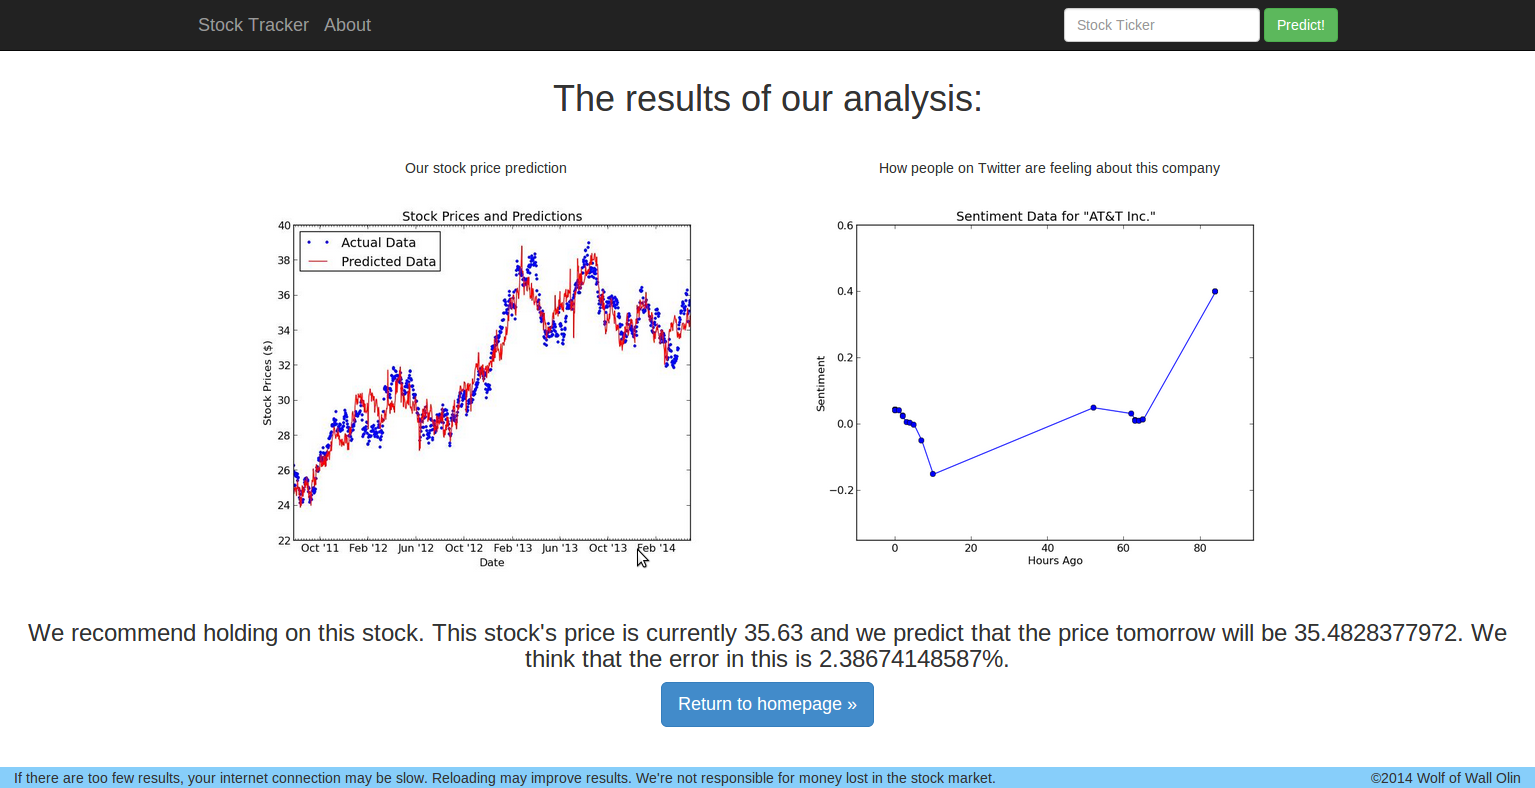 Stock Tracker About Stock Ticker Predict!
The results of our analysis:
Our stock price prediction
How people on Twitter are feeling about this company
Stock Prices and Predictions
Actual Data
Predicted Data
40
38
36
34
32
30
28
26
24
22
Stock Prices ($)
Oct '11 Feb '12 Jun '12 Oct '12 Feb '13 Jun '13 Oct '13 Feb '14
Date
Sentiment Data for "AT&T Inc."
0.6
0.4
0.2
0.0
−0.2
Sentiment
0 20 40 60 80
Hours Ago
We recommend holding on this stock. This stock's price is currently 35.63 and we predict that the price tomorrow will be 35.4828377972. We
think that the error in this is 2.38674148587%.
Return to homepage »
If there are too few results, your internet connection may be slow. Reloading may improve results. We're not responsible for money lost in the stock market. ©2014 Wolf of Wall Olin